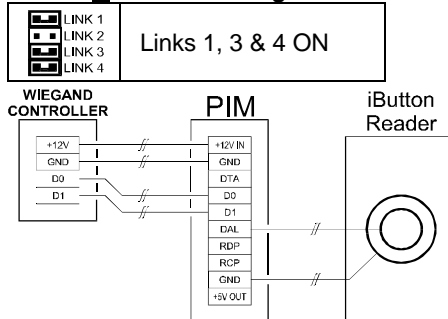 LINK 1
LINK 2
LINK 3
LINK 4
Links 1, 3 & 4 ON
WIEGAND
CONTROLLER
+12V
GND
D0
D1
PIM
+12V IN
GND
DTA
D0
D1
DAL
RDP
RCP
GND
+5V OUT
iButton
Reader